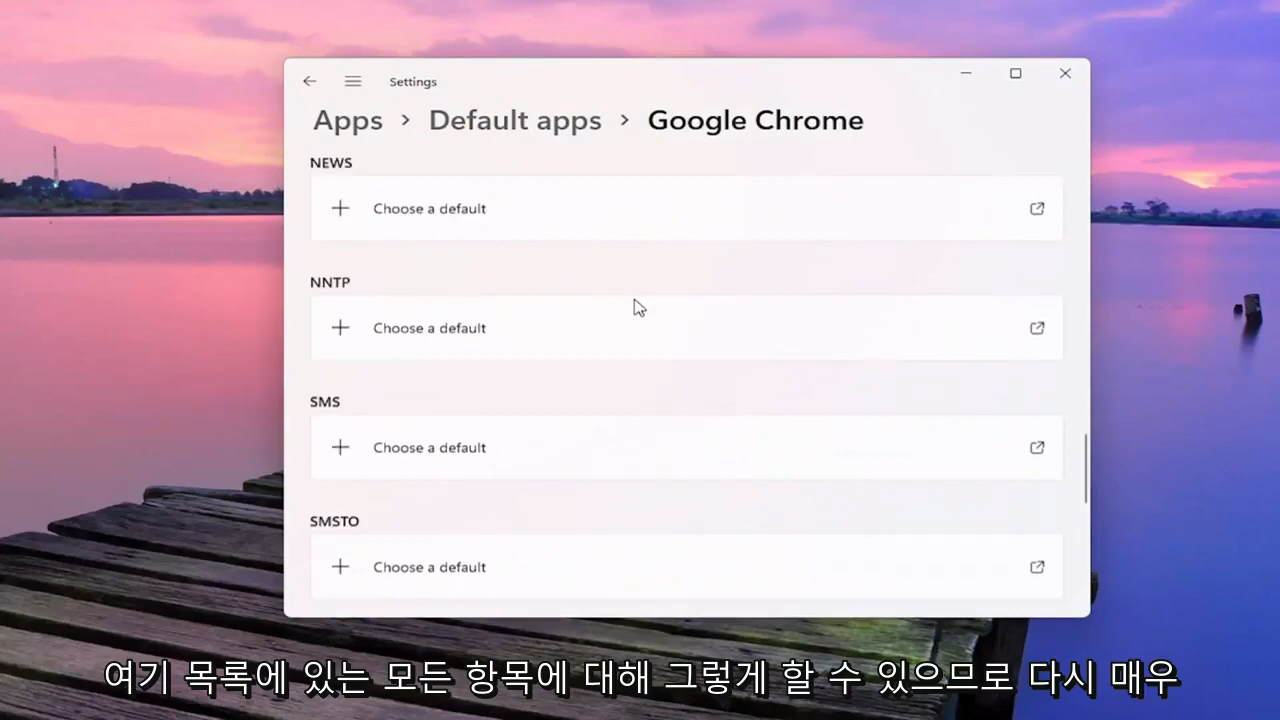 Settings
Apps > Default apps > Google Chrome
NEWS
Choose a default
NNTP
Choose a default
SMS
Choose a default
SMSTO
Choose a default
여기 목록에 있는 모든 항목에 대해 그렇게 할 수 있으므로 다시 매우